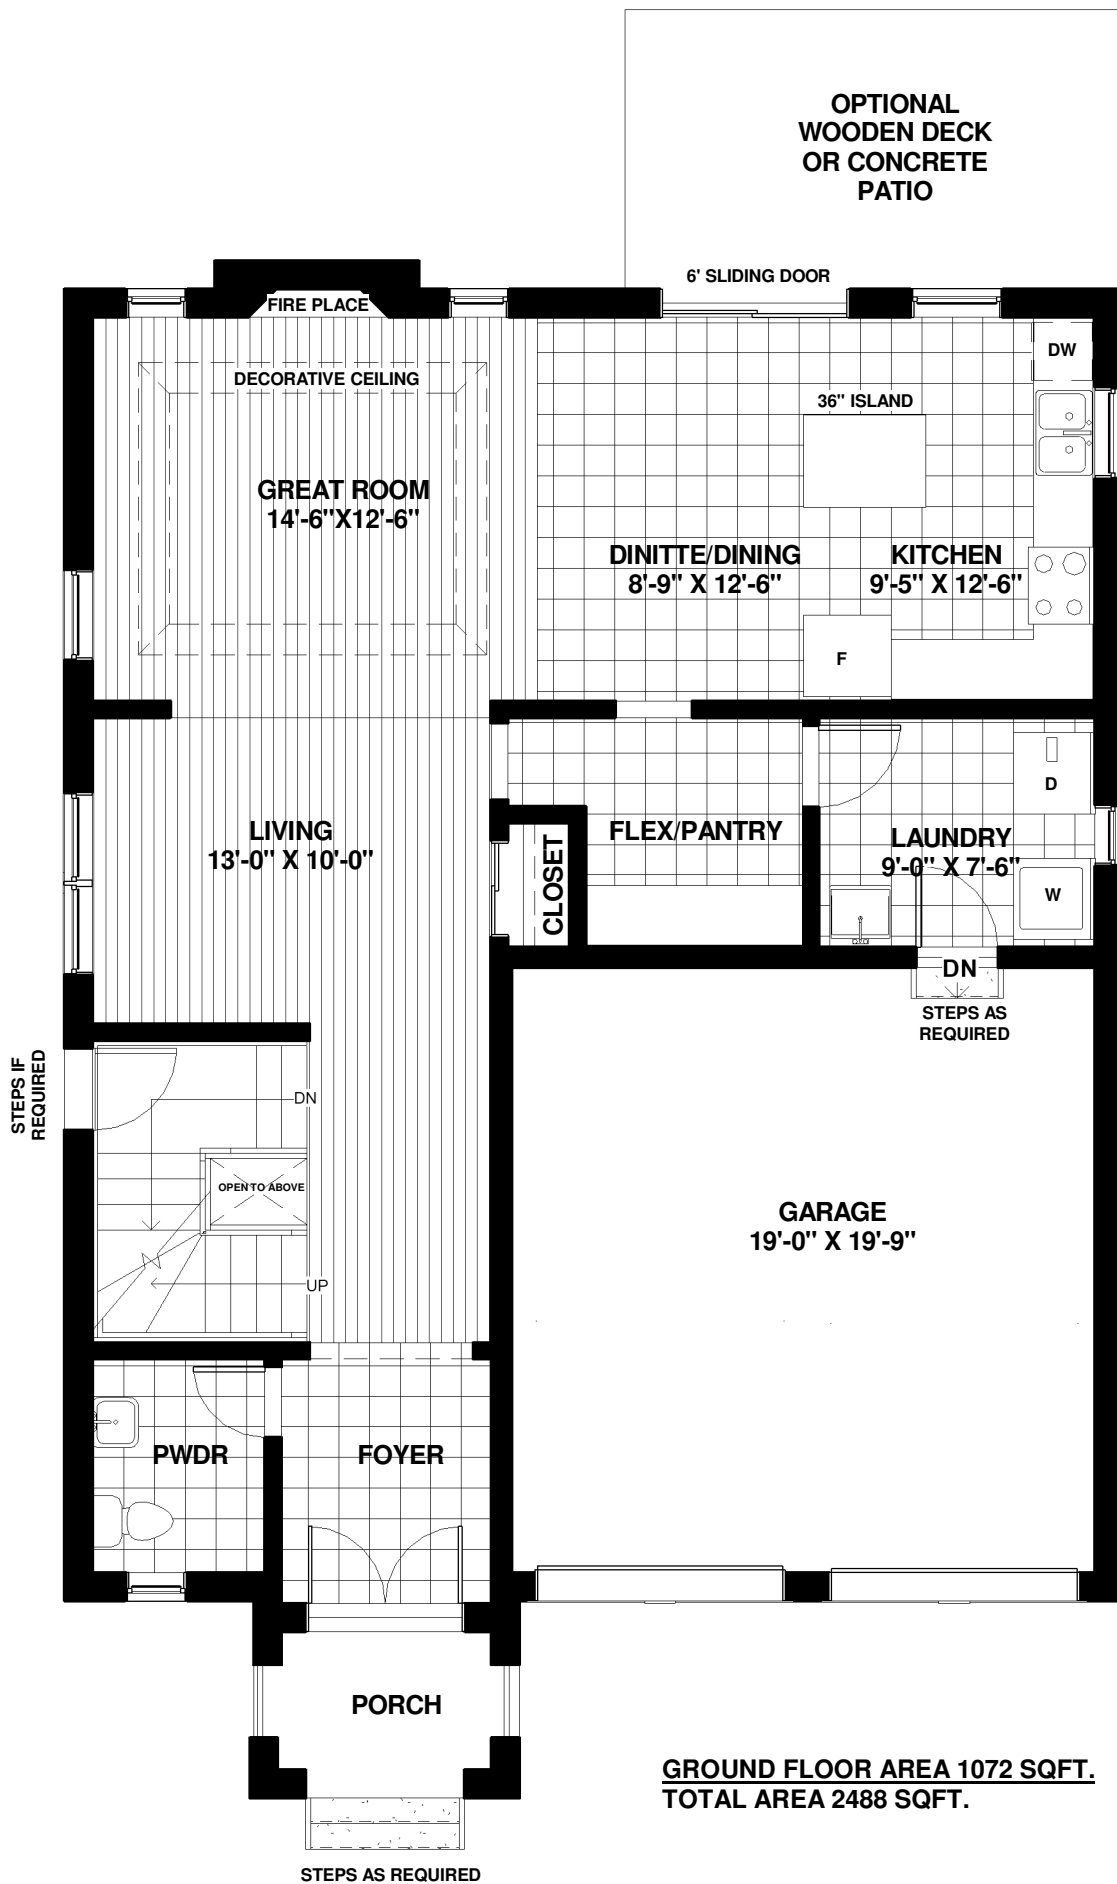 OPTIONAL
WOODEN DECK
OR CONCRETE
PATIO
6' SLIDING DOOR
FIRE PLACE
DECORATIVE CEILING
DW
36" ISLAND
GREAT ROOM
14'-6"X12'-6"
DINITTE/DINING
8'-9" X 12'-6"
KITCHEN
9'-5" X 12'-6"
F
D
LIVING
13'-0" X 10'-0"
CLOSET
FLEX/PANTRY
LAUNDRY
9'-0" X 7'-6"
W
DN
STEPS AS
REQUIRED
STEPS IF
REQUIRED
DN
OPEN TO ABOVE
UP
GARAGE
19'-0" X 19'-9"
PWDR
FOYER
PORCH
GROUND FLOOR AREA 1072 SQFT.
TOTAL AREA 2488 SQFT.
STEPS AS REQUIRED